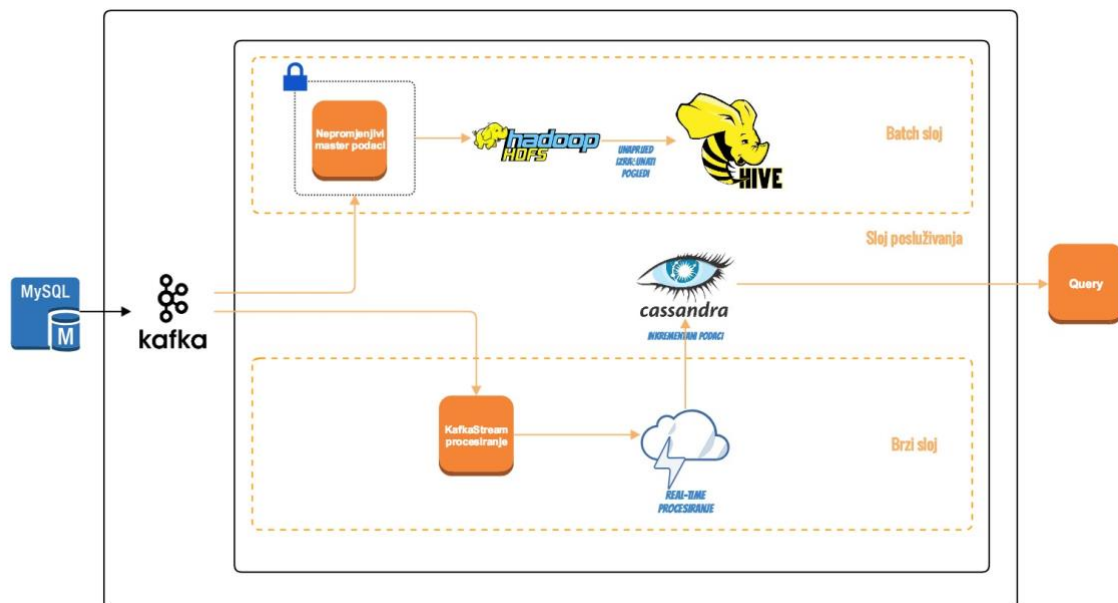 Nepromjenjivi
master podaci
hadoop
HDFS
UNAPRIJED
IZRAČUNATI
POGLEDI
HIVE
Batch sloj
Sloj posluživanja
MySQL
M
kafka
cassandra
INKREMENTANI PODACI
Query
KafkaStream
procesiranje
REAL-TIME
PROCESIRANJE
Brzi sloj